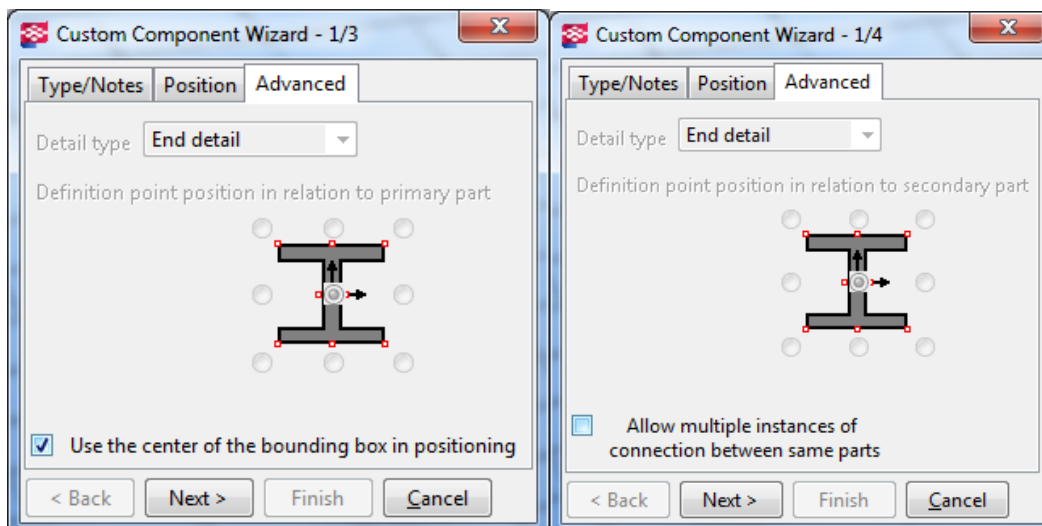 Custom Component Wizard - 1/3
Type/Notes Position Advanced
Detail type End detail
Definition point position in relation to primary part
Use the center of the bounding box in positioning
< Back Next > Finish Cancel
Custom Component Wizard - 1/4
Type/Notes Position Advanced
Detail type End detail
Definition point position in relation to secondary part
Allow multiple instances of
connection between same parts
< Back Next > Finish Cancel